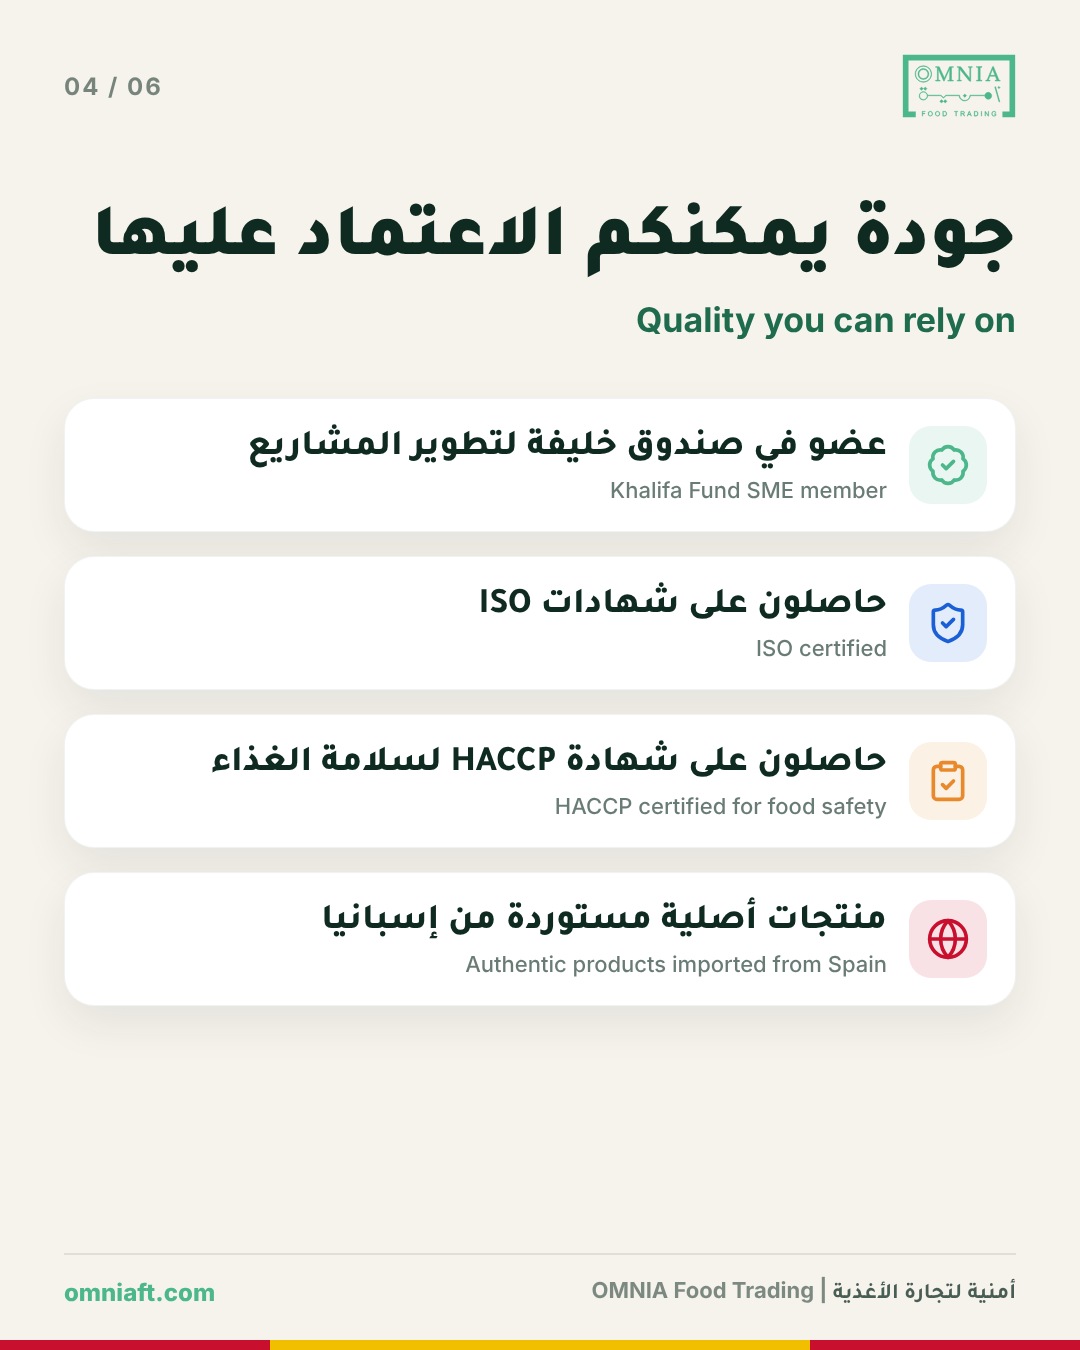 04 / 06
OMNIA
أمنية
FOOD TRADING
جودة يمكنكم الاعتماد عليها
Quality you can rely on
عضو في صندوق خليفة لتطوير المشاريع
Khalifa Fund SME member
حاصلون على شهادات ISO
ISO certified
حاصلون على شهادة HACCP لسلامة الغذاء
HACCP certified for food safety
منتجات أصلية مستوردة من إسبانيا
Authentic products imported from Spain
omniaft.com
أمنية لتجارة الأغذية | OMNIA Food Trading